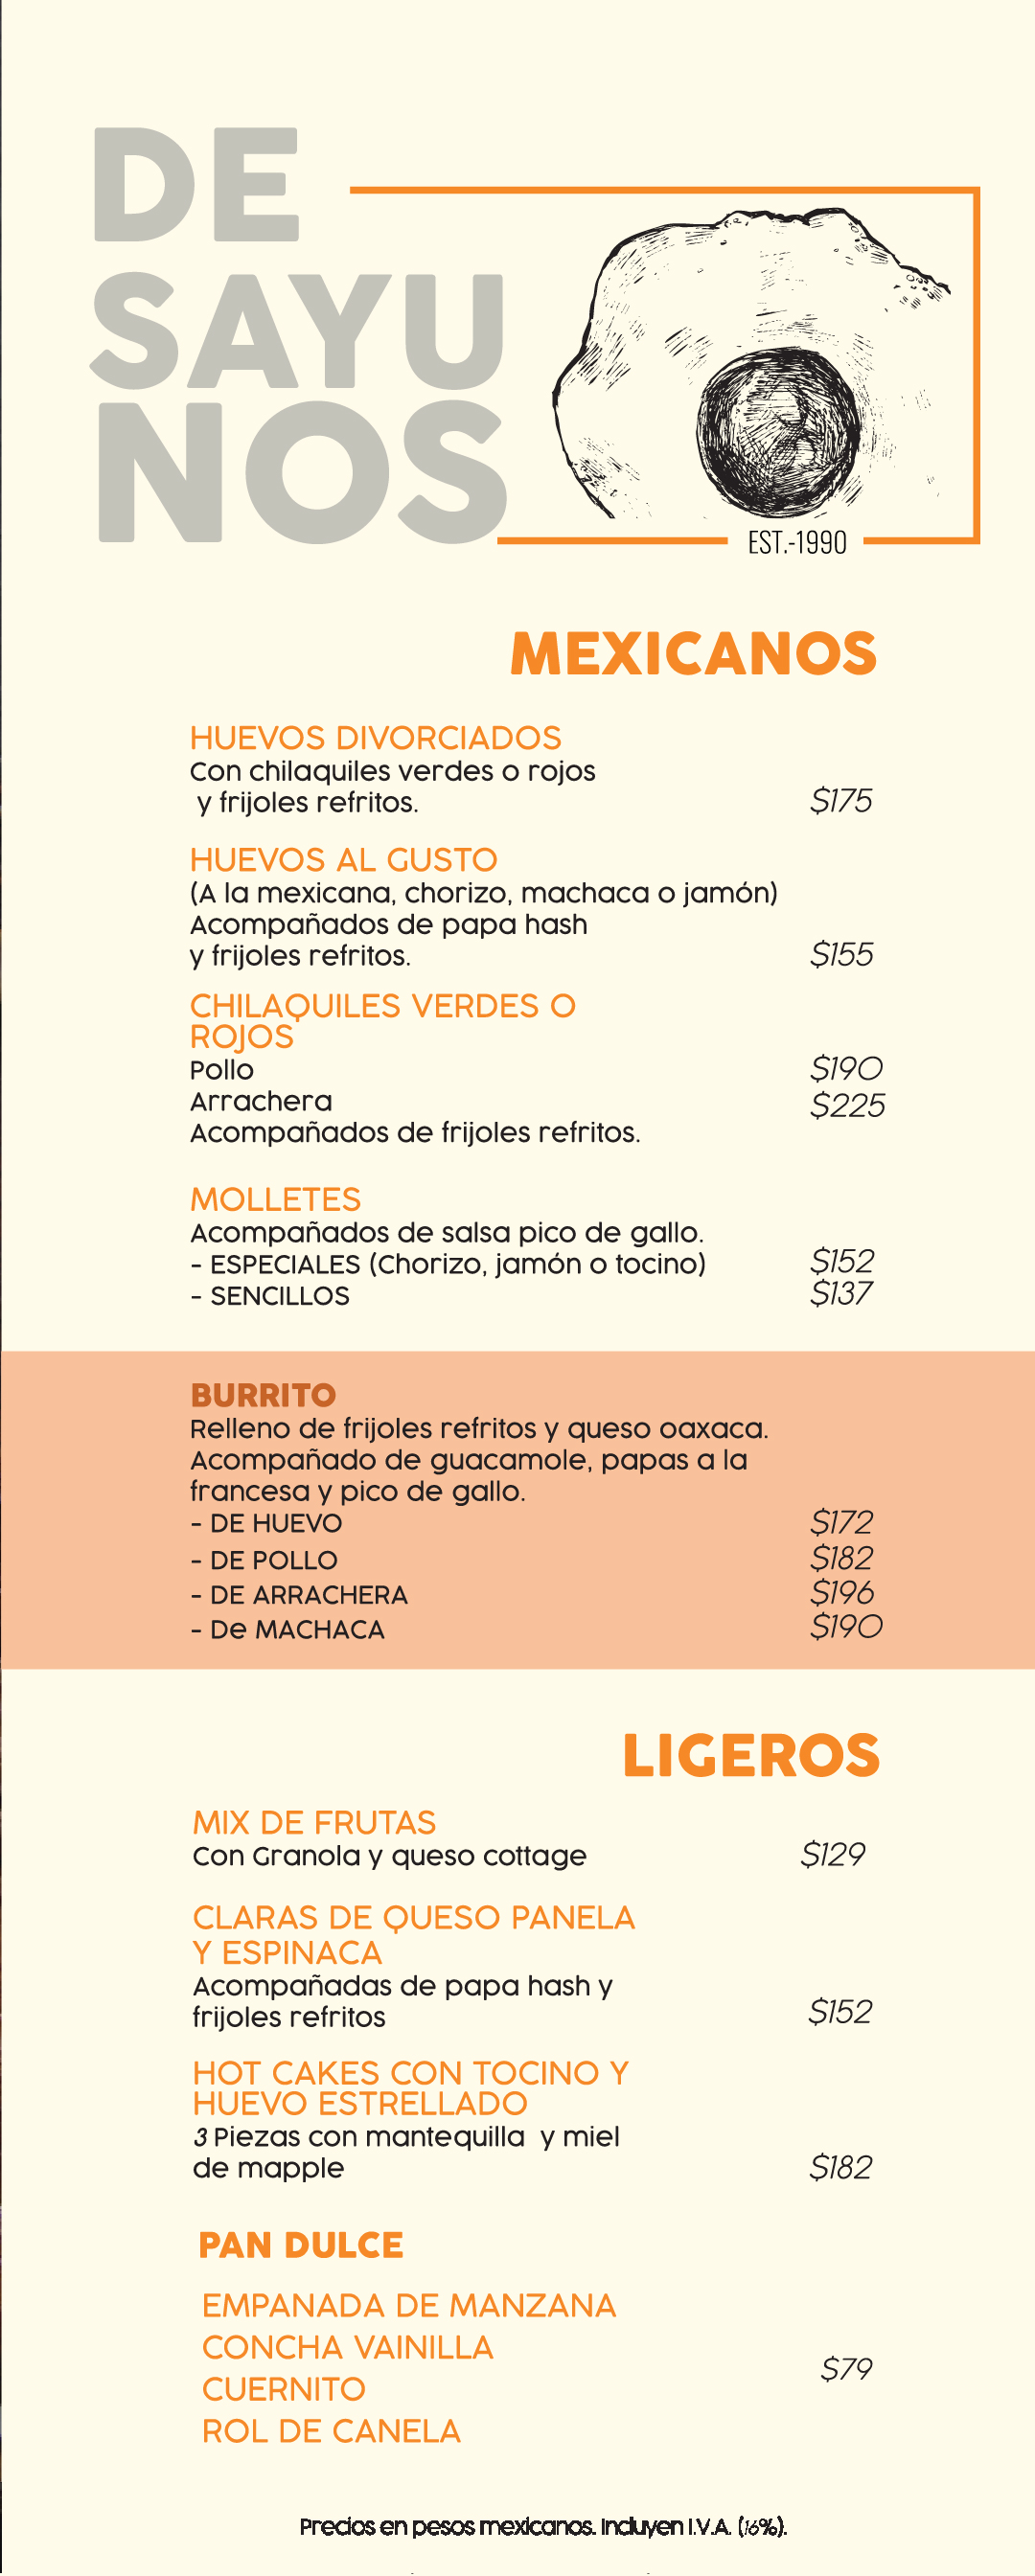 DE
SAYU
NOS
EST.-1990
MEXICANOS
HUEVOS DIVORCIADOS
Con chilaquiles verdes o rojos
y frijoles refritos. $175
HUEVOS AL GUSTO
(A la mexicana, chorizo, machaca o jamón)
Acompañados de papa hash
y frijoles refritos. $155
CHILAQUILES VERDES O
ROJOS
Pollo $190
Arrachera $225
Acompañados de frijoles refritos.
MOLLETES
Acompañados de salsa pico de gallo.
- ESPECIALES (Chorizo, jamón o tocino) $152
- SENCILLOS $137
BURRITO
Relleno de frijoles refritos y queso oaxaca.
Acompañado de guacamole, papas a la
francesa y pico de gallo.
- DE HUEVO $172
- DE POLLO $182
- DE ARRACHERA $196
- De MACHACA $190
LIGEROS
MIX DE FRUTAS
Con Granola y queso cottage $129
CLARAS DE QUESO PANELA
Y ESPINACA
Acompañadas de papa hash y
frijoles refritos $152
HOT CAKES CON TOCINO Y
HUEVO ESTRELLADO
3 Piezas con mantequilla y miel
de mapple $182
PAN DULCE
EMPANADA DE MANZANA
CONCHA VAINILLA
$79
CUERNITO
ROL DE CANELA
Precios en pesos mexicanos. Incluyen I.V.A. (16%).